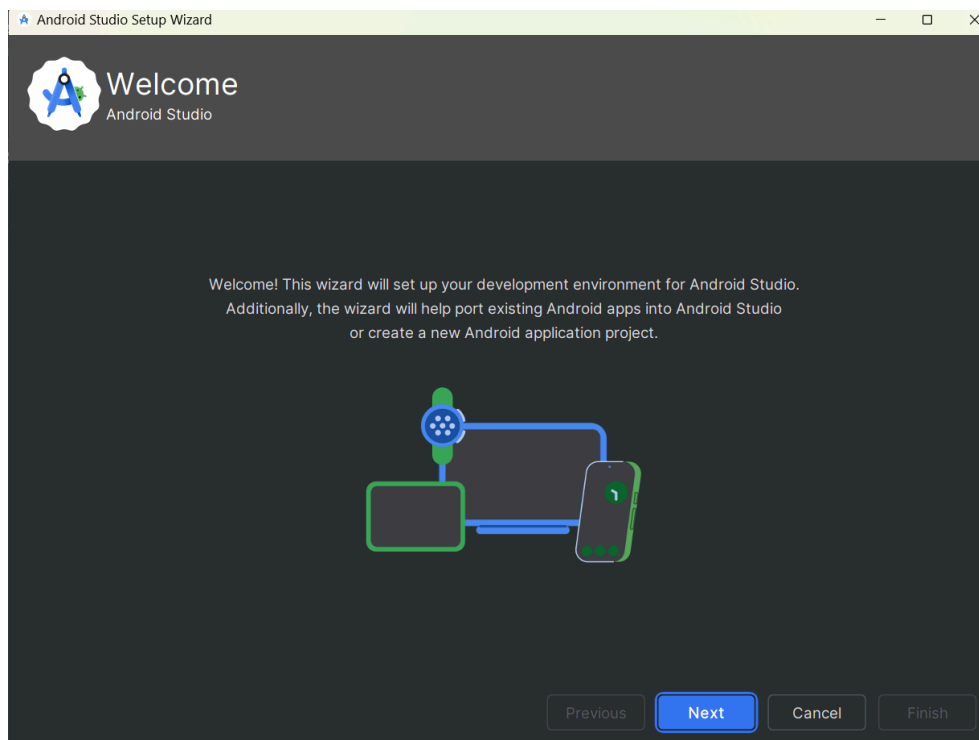 Android Studio Setup Wizard
Welcome
Android Studio
Welcome! This wizard will set up your development environment for Android Studio.
Additionally, the wizard will help port existing Android apps into Android Studio
or create a new Android application project.
Previous
Next
Cancel
Finish